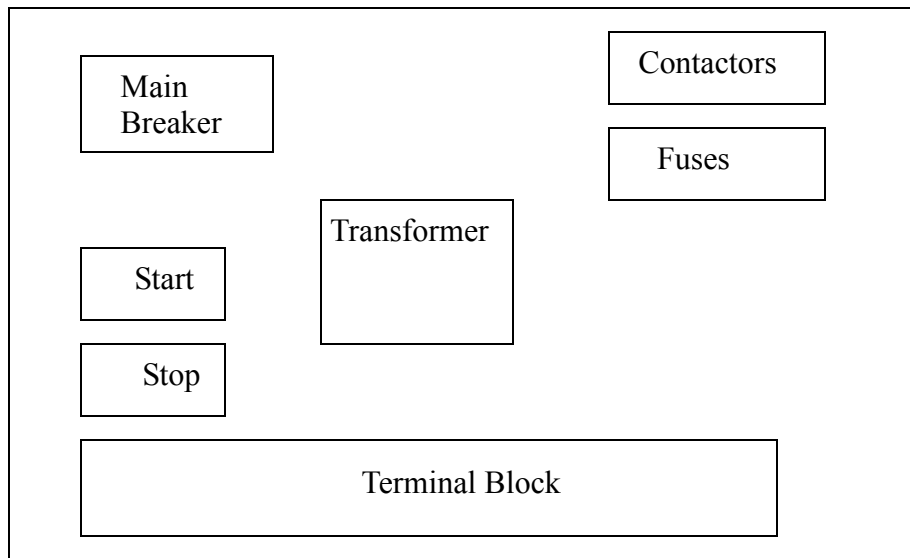 Main
Breaker
Contactors
Fuses
Transformer
Start
Stop
Terminal Block